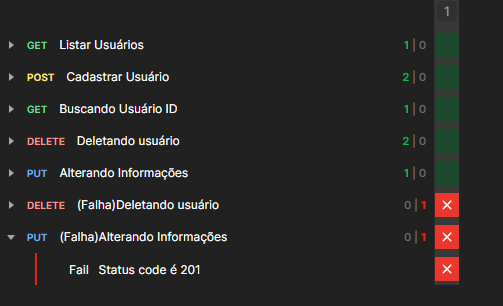 1
GET Listar Usuários 1 | 0
POST Cadastrar Usuário 2 | 0
GET Buscando Usuário ID 1 | 0
DELETE Deletando usuário 2 | 0
PUT Alterando Informações 1 | 0
DELETE (Falha)Deletando usuário 0 | 1
PUT (Falha)Alterando Informações 0 | 1
Fail Status code é 201